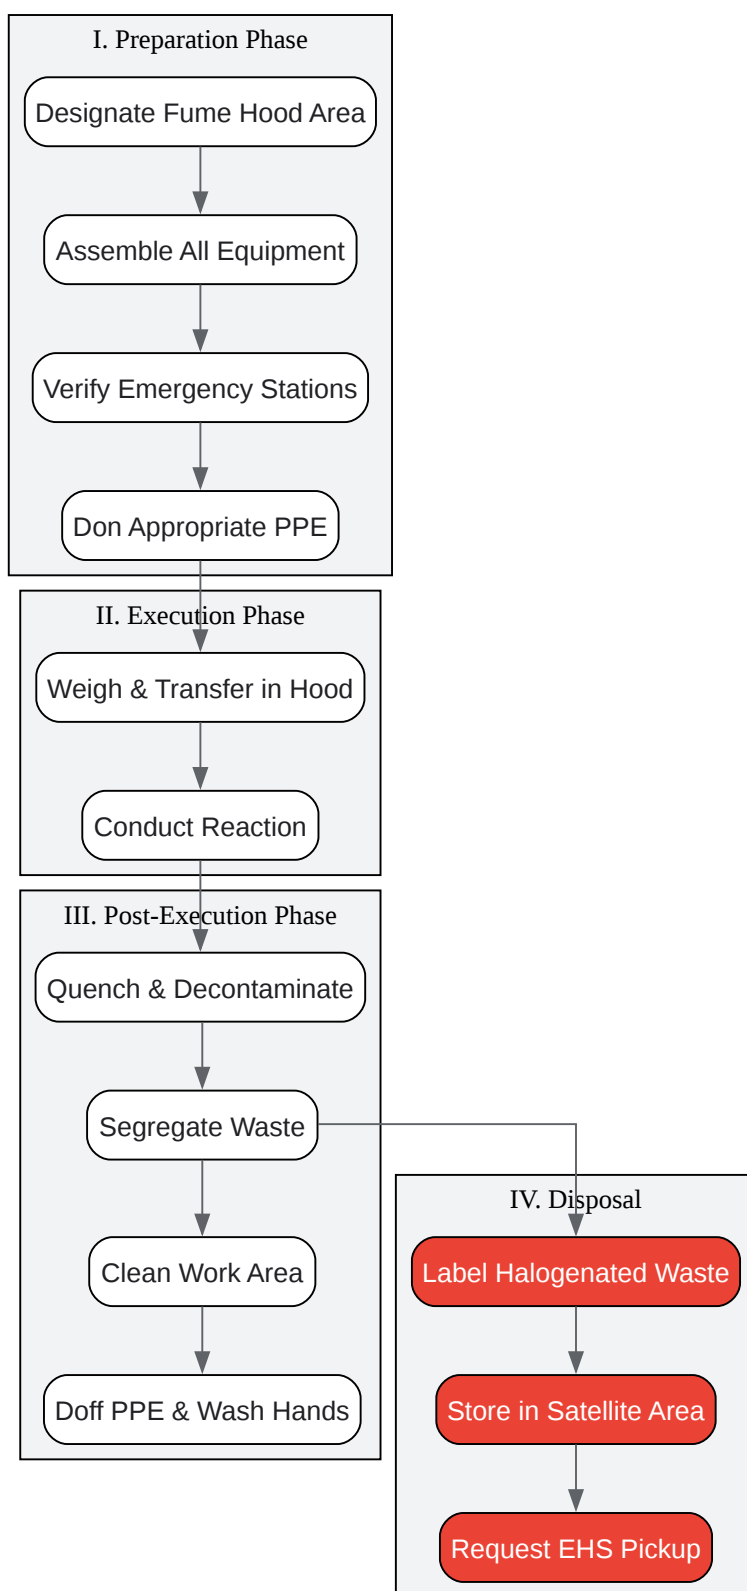 I. Preparation Phase
Designate Fume Hood Area
Assemble All Equipment
Verify Emergency Stations
Don Appropriate PPE
II. Execution Phase
Weigh & Transfer in Hood
Conduct Reaction
III. Post-Execution Phase
Quench & Decontaminate
Segregate Waste
Clean Work Area
Doff PPE & Wash Hands
IV. Disposal
Label Halogenated Waste
Store in Satellite Area
Request EHS Pickup